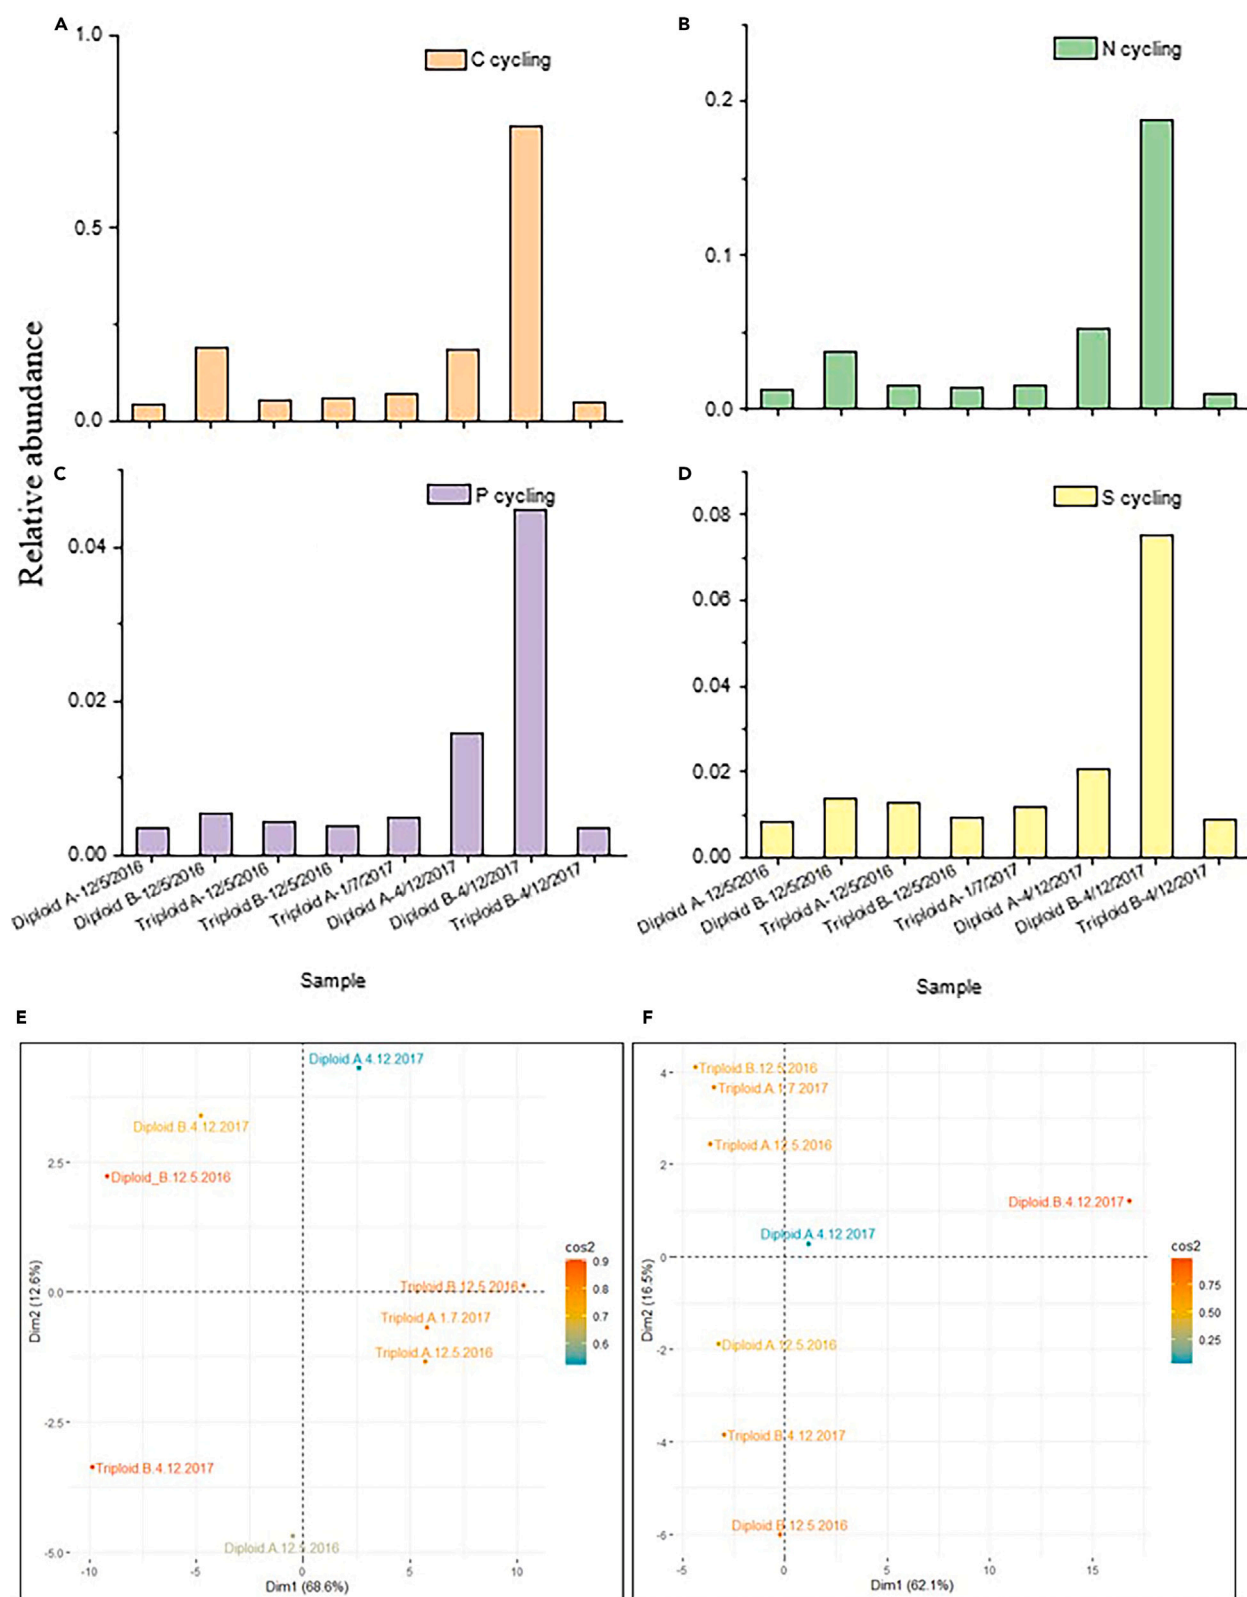 A
1.0
C cycling
0.5
0.0
B
N cycling
0.2
0.1
0.0
Relative abundance
C
P cycling
0.04
0.02
0.00
Diploid A-12/5/2016
Diploid B-12/5/2016
Triploid A-12/5/2016
Triploid B-12/5/2016
Triploid A-1/7/2017
Diploid A-4/12/2017
Diploid B-4/12/2017
Triploid B-4/12/2017
Sample
D
S cycling
0.08
0.06
0.04
0.02
0.00
Diploid A-12/5/2016
Diploid B-12/5/2016
Triploid A-12/5/2016
Triploid B-12/5/2016
Triploid A-1/7/2017
Diploid A-4/12/2017
Diploid B-4/12/2017
Triploid B-4/12/2017
Sample
E
Diploid.A.4.12.2017
Diploid.B.4.12.2017
Diploid_B.12.5.2016
Triploid.B.12.5.2016
Triploid.A.1.7.2017
Triploid.A.12.5.2016
Triploid.B.4.12.2017
Diploid.A.12.5.2016
2.5
0.0
-2.5
-5.0
Dim2 (12.6%)
-10
-5
0
5
10
Dim1 (68.6%)
cos2
0.9
0.8
0.7
0.6
F
Triploid.B.12.5.2016
Triploid.A.1.7.2017
Triploid.A.12.5.2016
Diploid.B.4.12.2017
Diploid.A.4.12.2017
Diploid.A.12.5.2016
Triploid.B.4.12.2017
Diploid.B.12.5.2016
4
2
0
-2
-4
-6
Dim2 (16.5%)
-5
0
5
10
15
Dim1 (62.1%)
cos2
0.75
0.50
0.25